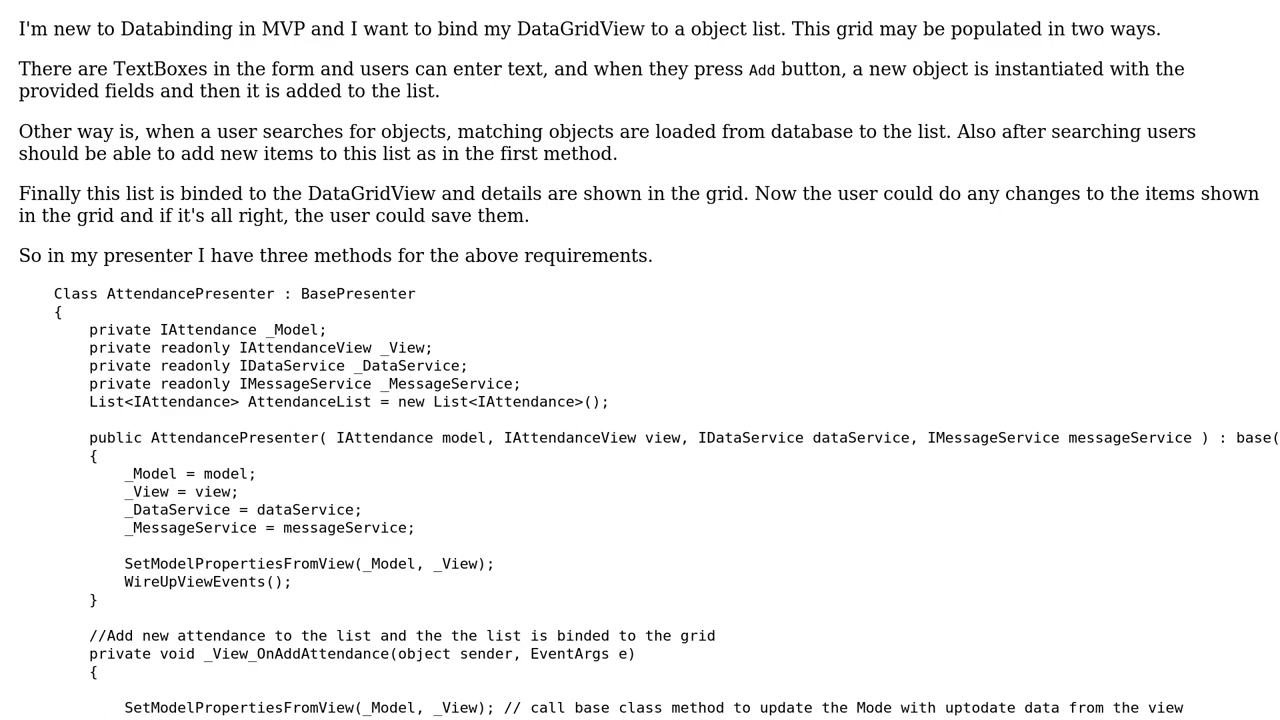 I'm new to Databinding in MVP and I want to bind my DataGridView to a object list. This grid may be populated in two ways.
There are TextBoxes in the form and users can enter text, and when they press Add button, a new object is instantiated with the
provided fields and then it is added to the list.
Other way is, when a user searches for objects, matching objects are loaded from database to the list. Also after searching users
should be able to add new items to this list as in the first method.
Finally this list is binded to the DataGridView and details are shown in the grid. Now the user could do any changes to the items shown
in the grid and if it's all right, the user could save them.
So in my presenter I have three methods for the above requirements.
Class AttendancePresenter : BasePresenter
{
private IAttendance _Model;
private readonly IAttendanceView _View;
private readonly IDataService _DataService;
private readonly IMessageService _MessageService;
List<IAttendance> AttendanceList = new List<IAttendance>();
public AttendancePresenter( IAttendance model, IAttendanceView view, IDataService dataService, IMessageService messageService ) : base(
{
_Model = model;
_View = view;
_DataService = dataService;
_MessageService = messageService;
SetModelPropertiesFromView(_Model, _View);
WireUpViewEvents();
}
//Add new attendance to the list and the the list is binded to the grid
private void _View_OnAddAttendance(object sender, EventArgs e)
{
SetModelPropertiesFromView(_Model, _View); // call base class method to update the Mode with uptodate data from the view